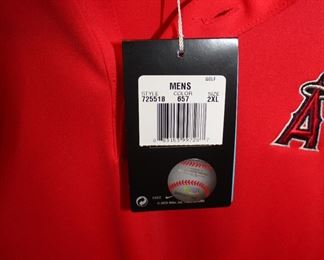 GOLF
MENS
STYLE COLOR SIZE
725518 657 2XL
A